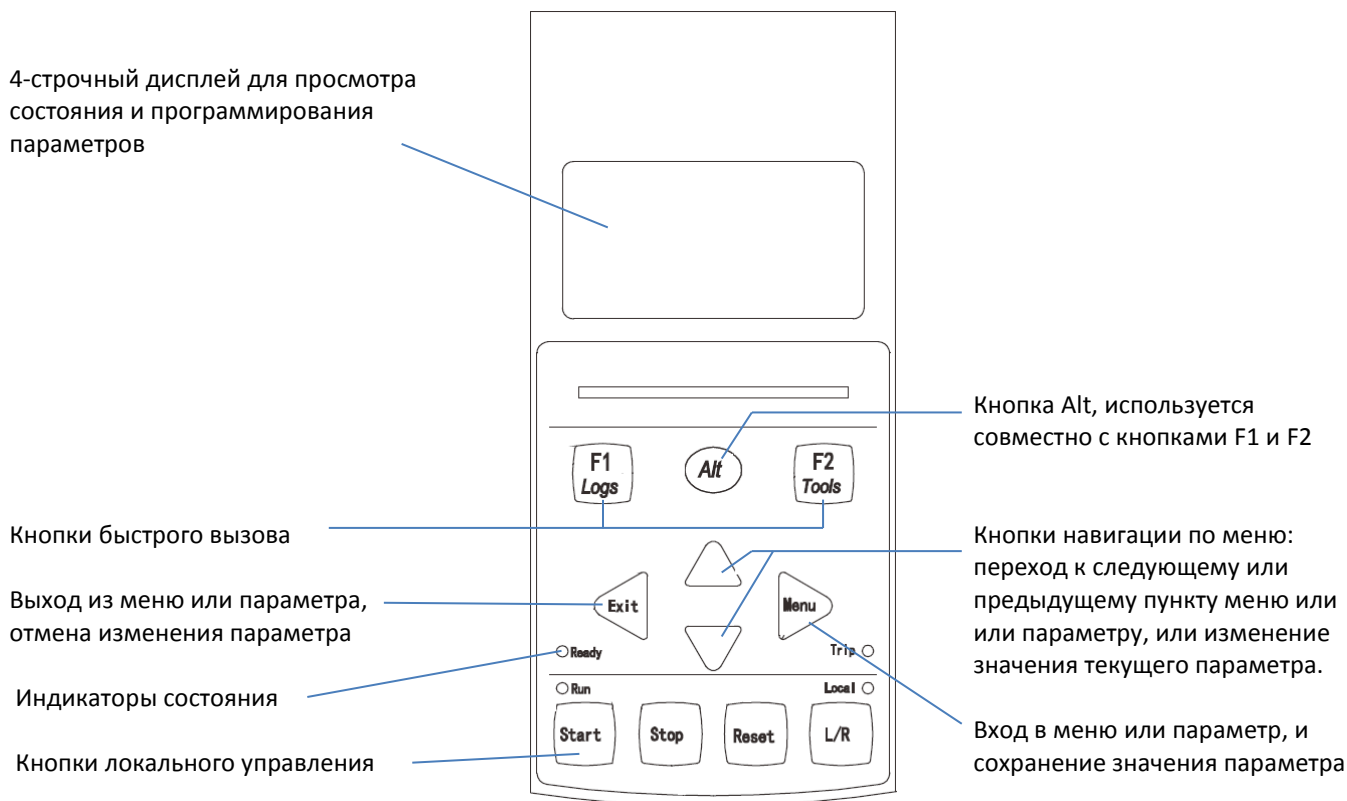 4-строчный дисплей для просмотра
состояния и программирования
параметров
Кнопка Alt, используется
совместно с кнопками F1 и F2
F1
Logs
Alt
F2
Tools
Кнопки быстрого вызова
Кнопки навигации по меню:
переход к следующему или
предыдущему пункту меню или
или параметру, или изменение
значения текущего параметра.
Выход из меню или параметра,
отмена изменения параметра
Exit
Menu
Ready
Trip
Индикаторы состояния
Run
Local
Start
Stop
Reset
L/R
Кнопки локального управления
Вход в меню или параметр, и
сохранение значения параметра